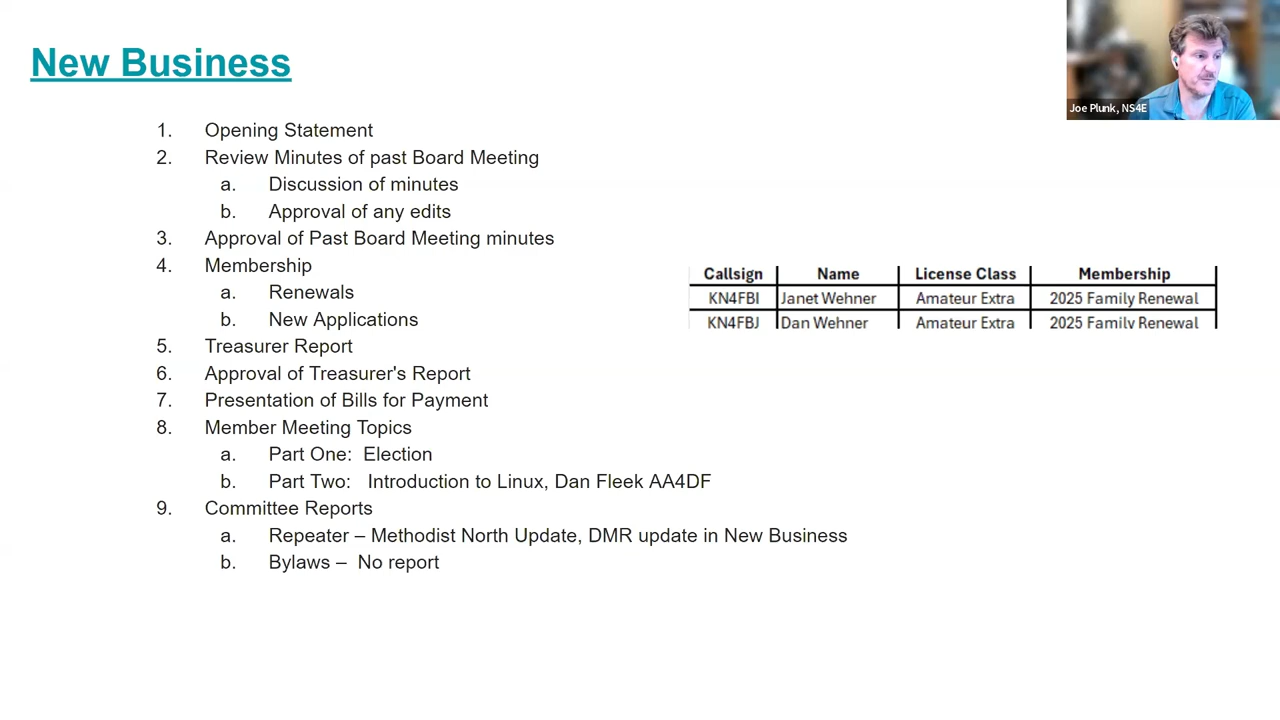 New Business
Joe Plunk, NS4E
1. Opening Statement
2. Review Minutes of past Board Meeting
a. Discussion of minutes
b. Approval of any edits
3. Approval of Past Board Meeting minutes
4. Membership
a. Renewals
b. New Applications
5. Treasurer Report
6. Approval of Treasurer's Report
7. Presentation of Bills for Payment
8. Member Meeting Topics
a. Part One: Election
b. Part Two: Introduction to Linux, Dan Fleek AA4DF
9. Committee Reports
a. Repeater – Methodist North Update, DMR update in New Business
b. Bylaws – No report
Callsign Name License Class Membership
KN4FBI Janet Wehner Amateur Extra 2025 Family Renewal
KN4FBJ Dan Wehner Amateur Extra 2025 Family Renewal